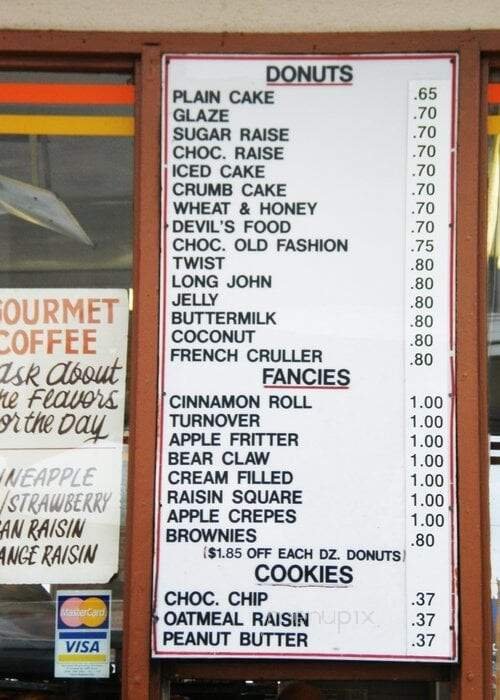 DONUTS
PLAIN CAKE .65
GLAZE .70
SUGAR RAISE .70
CHOC. RAISE .70
ICED CAKE .70
CRUMB CAKE .70
WHEAT & HONEY .70
DEVIL'S FOOD .70
CHOC. OLD FASHION .75
TWIST .80
LONG JOHN .80
JELLY .80
BUTTERMILK .80
COCONUT .80
FRENCH CRULLER .80
FANCIES
CINNAMON ROLL 1.00
TURNOVER 1.00
APPLE FRITTER 1.00
BEAR CLAW 1.00
CREAM FILLED 1.00
RAISIN SQUARE 1.00
APPLE CREPES 1.00
BROWNIES .80
($1.85 OFF EACH DZ. DONUTS)
COOKIES
CHOC. CHIP .37
OATMEAL RAISIN .37
PEANUT BUTTER .37
OURMET
COFFEE
ask about
he Flavors
or the Day
NEAPPLE
/STRAWBERRY
AN RAISIN
ANGE RAISIN
MasterCard
VISA